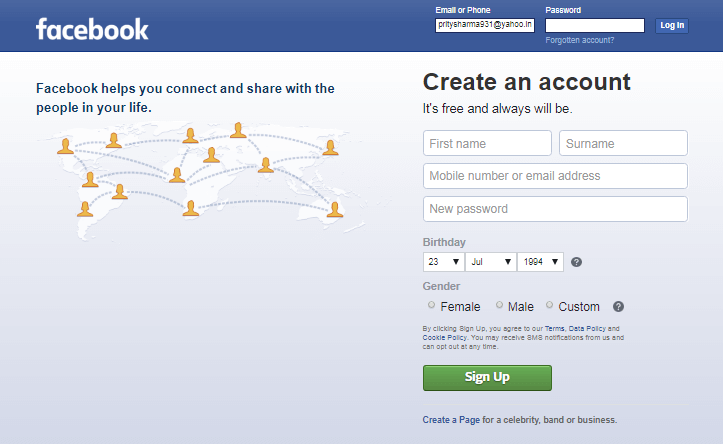 facebook
Email or Phone
Password
pritysharma931@yahoo.in
Log In
Forgotten account?
Facebook helps you connect and share with the
people in your life.
Create an account
It's free and always will be.
First name
Surname
Mobile number or email address
New password
Birthday
23 Jul 1994 ?
Gender
Female Male Custom ?
By clicking Sign Up, you agree to our Terms, Data Policy and
Cookie Policy. You may receive SMS notifications from us and
can opt out at any time.
Sign Up
Create a Page for a celebrity, band or business.